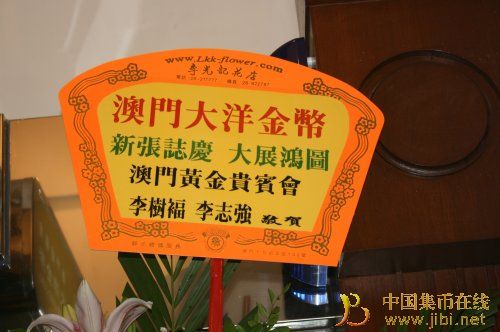 www.Lkk-flower.com
李光記花店
澳門大洋金幣
新張誌慶 大展鴻圖
澳門黃金貴賓會
李樹福 李志強 敬賀
中国集币在线
www.jibi.net